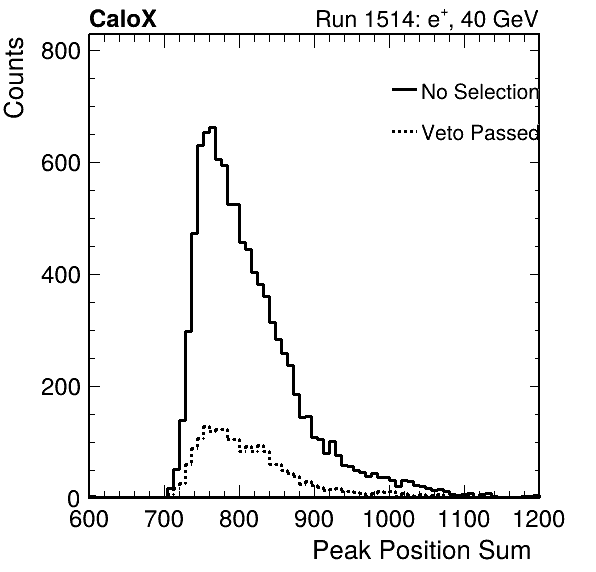 CaloX Run 1514: e⁺, 40 GeV
Counts
800
No Selection
Veto Passed
600
400
200
0
600 700 800 900 1000 1100 1200
Peak Position Sum